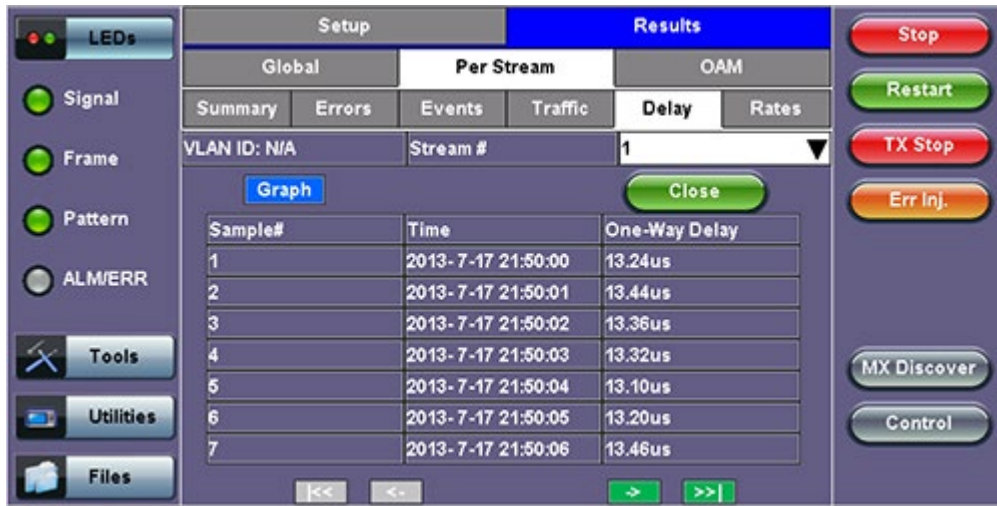 LEDs
Signal
Frame
Pattern
ALM/ERR
Tools
Utilities
Files
Setup Results
Global Per Stream OAM
Summary Errors Events Traffic Delay Rates
VLAN ID: N/A Stream # 1
Graph Close
Sample# Time One-Way Delay
1 2013- 7-17 21:50:00 13.24us
2 2013- 7-17 21:50:01 13.44us
3 2013- 7-17 21:50:02 13.36us
4 2013- 7-17 21:50:03 13.32us
5 2013- 7-17 21:50:04 13.10us
6 2013- 7-17 21:50:05 13.20us
7 2013- 7-17 21:50:06 13.46us
|<< <- -> >>|
Stop
Restart
TX Stop
Err Inj.
MX Discover
Control